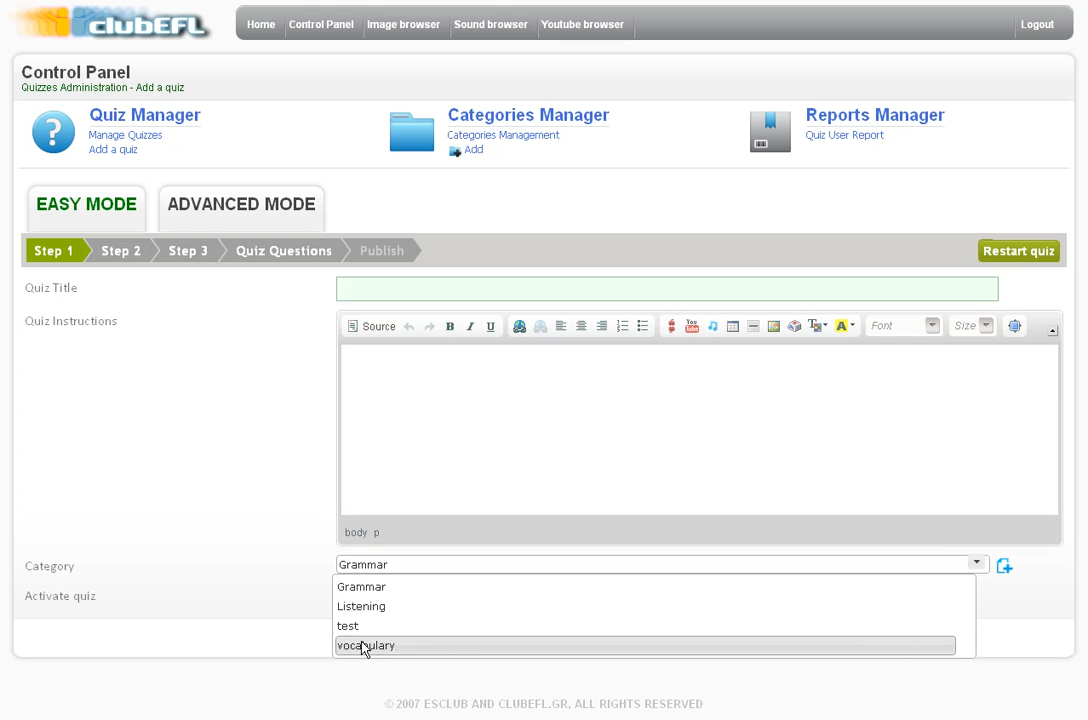 clubEFL
Home Control Panel Image browser Sound browser Youtube browser Logout
Control Panel
Quizzes Administration - Add a quiz
Quiz Manager
Manage Quizzes
Add a quiz
Categories Manager
Categories Management
Add
Reports Manager
Quiz User Report
EASY MODE ADVANCED MODE
Step 1 Step 2 Step 3 Quiz Questions Publish Restart quiz
Quiz Title
Quiz Instructions
Source B I U You Tube T A Font Size
body p
Category Grammar
Grammar
Listening
Activate quiz
test
vocabulary
© 2007 ESCLUB AND CLUBEFL.GR, ALL RIGHTS RESERVED